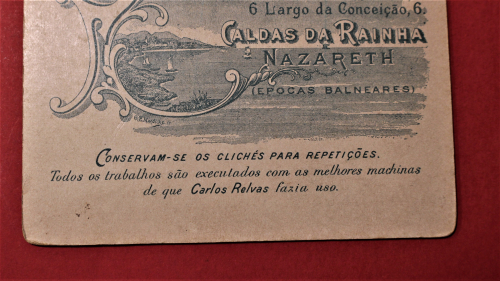 6 Largo da Conceição, 6.
CALDAS DA RAINHA
NAZARETH
(EPOCAS BALNEARES)
CONSERVAM-SE OS CLICHÉS PARA REPETIÇÕES.
Todos os trabalhos são executados com as melhores machinas
de que Carlos Relvas fazia uso.